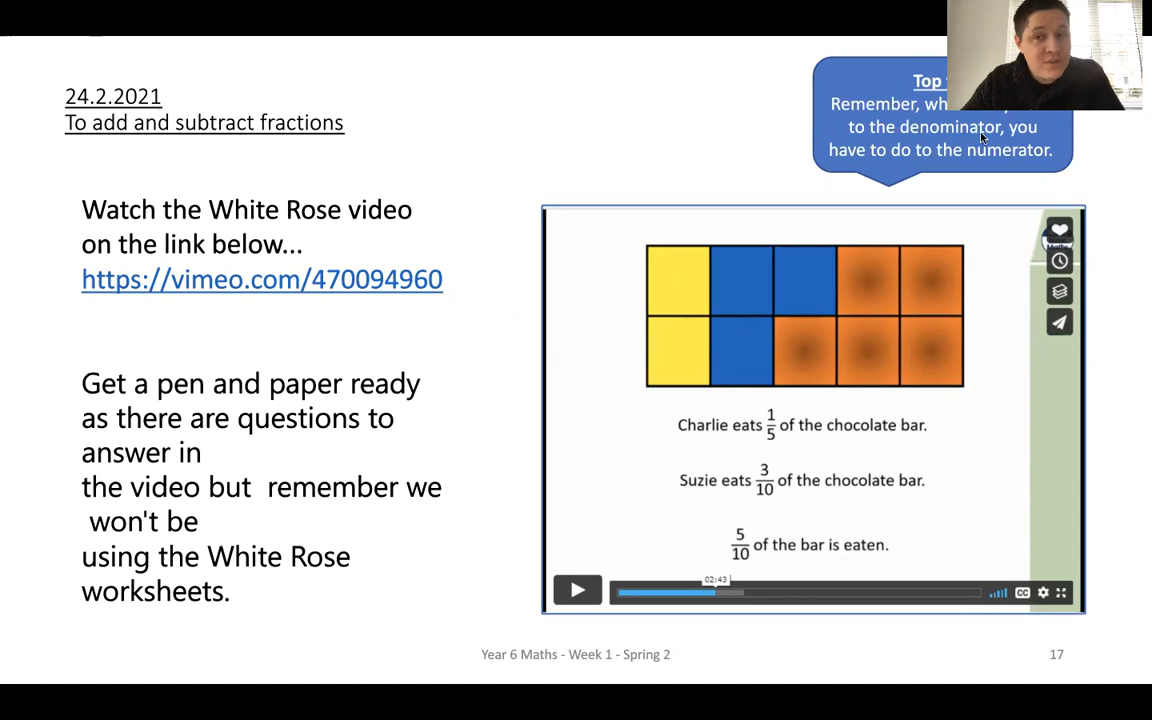 24.2.2021
To add and subtract fractions
Top
Remember,
to the denominator, you
have to do to the numerator.
Watch the White Rose video
on the link below...
https://vimeo.com/470094960
Get a pen and paper ready
as there are questions to
answer in
the video but remember we
won't be
using the White Rose
worksheets.
Charlie eats 1/5 of the chocolate bar.
Suzie eats 3/10 of the chocolate bar.
5/10 of the bar is eaten.
02:43
CC
Year 6 Maths - Week 1 - Spring 2
17